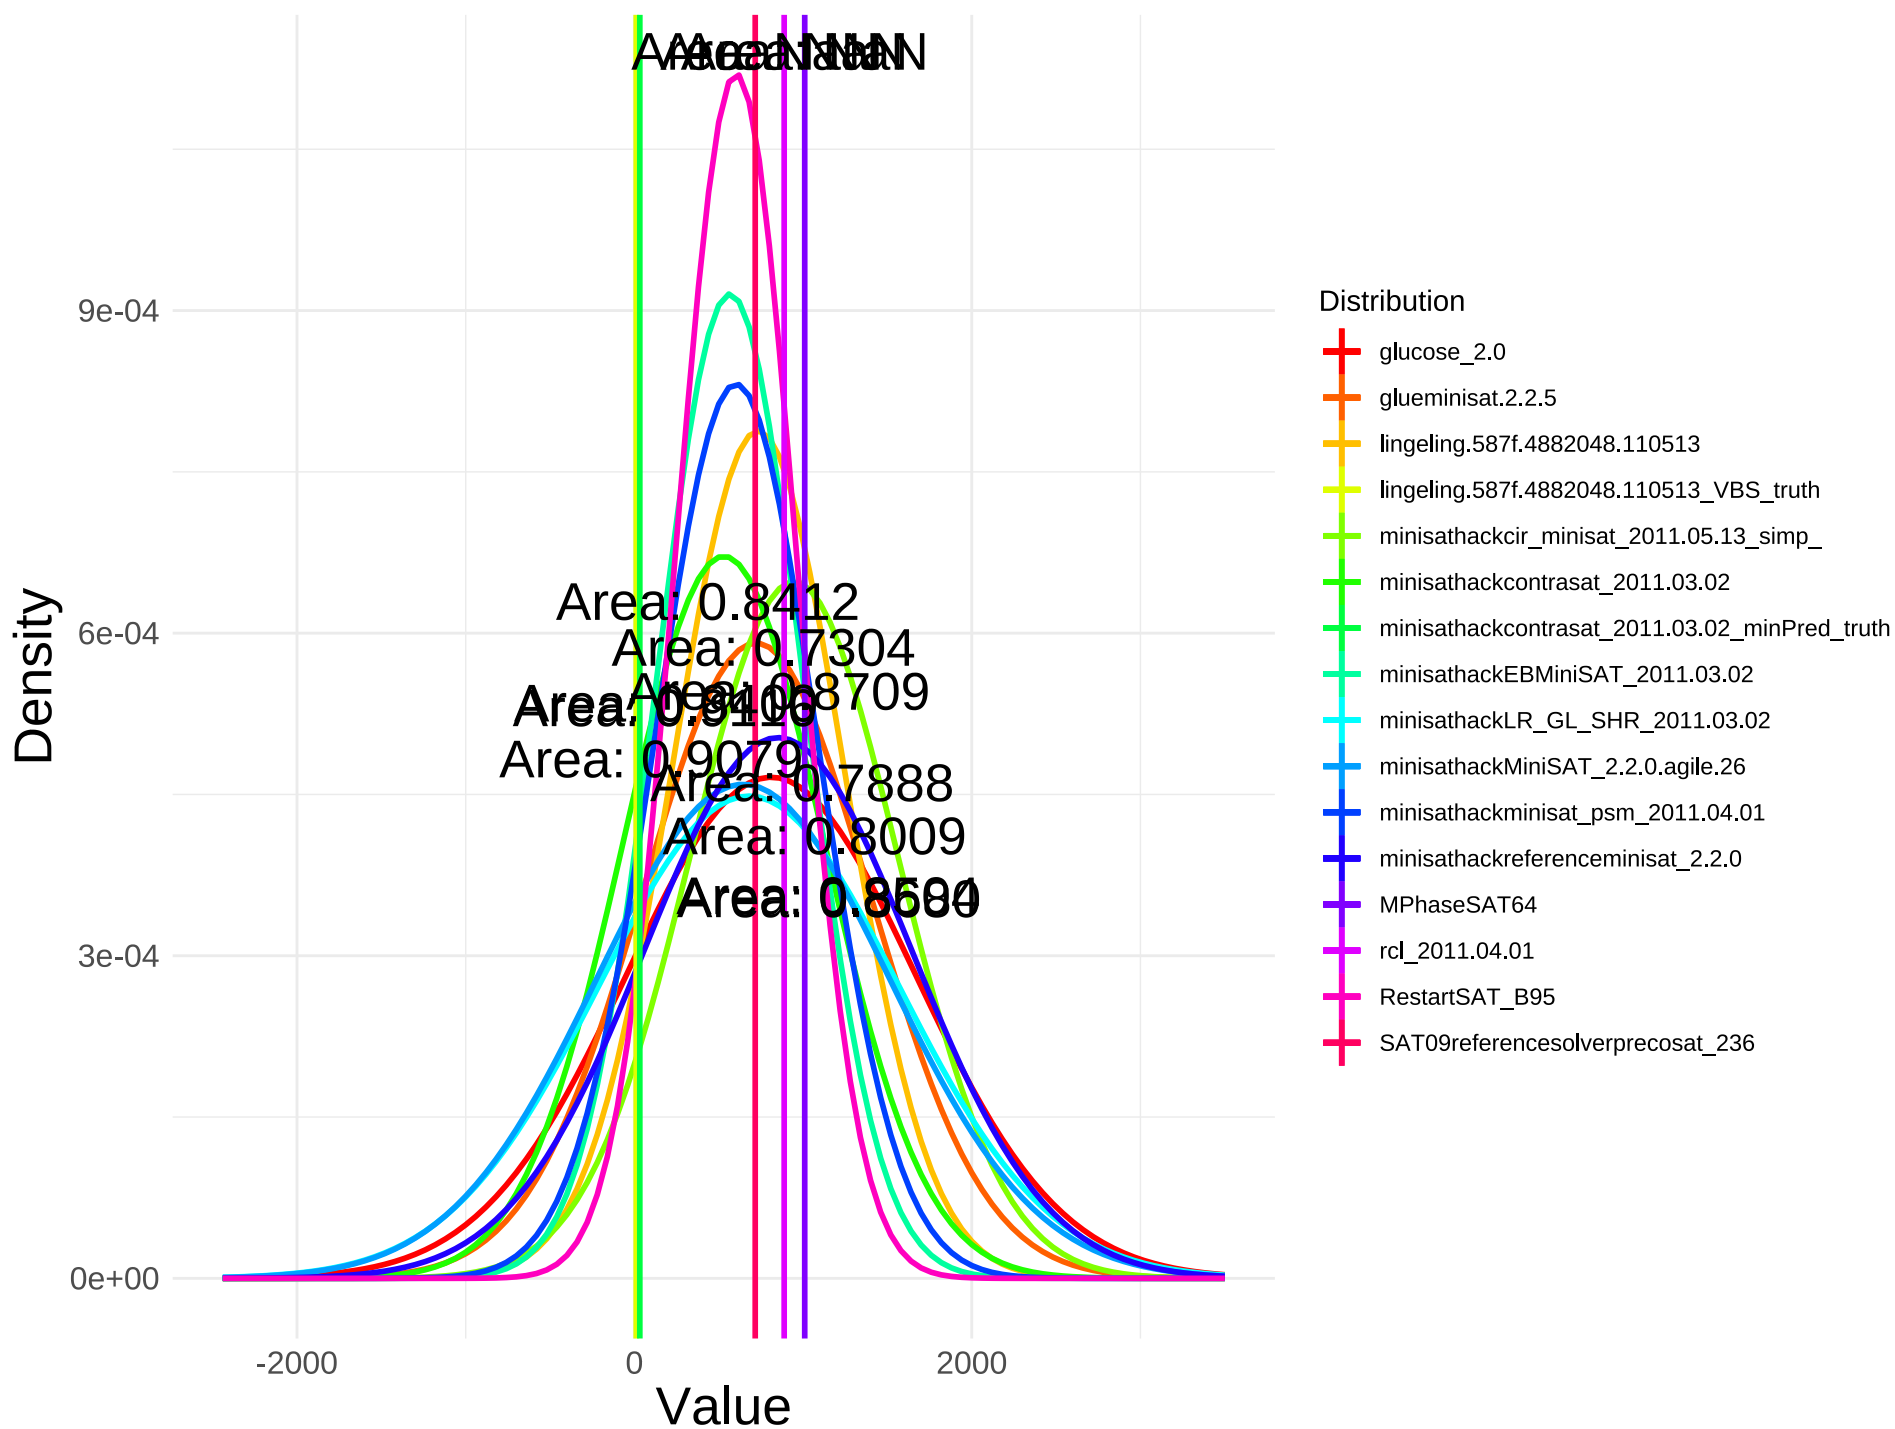 Density
9e-04
6e-04
3e-04
0e+00
Area: NaN
Area: 0.8412
Area: 0.7304
Area: 0.8709
Area:
Area: 0.9079
Area: 0.7888
Area: 0.8009
Area:
-2000
0
2000
Value
Distribution
glucose_2.0
glueminisat.2.2.5
lingeling.587f.4882048.110513
lingeling.587f.4882048.110513_VBS_truth
minisathackcir_minisat_2011.05.13_simp_
minisathackcontrasat_2011.03.02
minisathackcontrasat_2011.03.02_minPred_truth
minisathackEBMiniSAT_2011.03.02
minisathackLR_GL_SHR_2011.03.02
minisathackMiniSAT_2.2.0.agile.26
minisathackminisat_psm_2011.04.01
minisathackreferenceminisat_2.2.0
MPhaseSAT64
rcl_2011.04.01
RestartSAT_B95
SAT09referencesolverprecosat_236